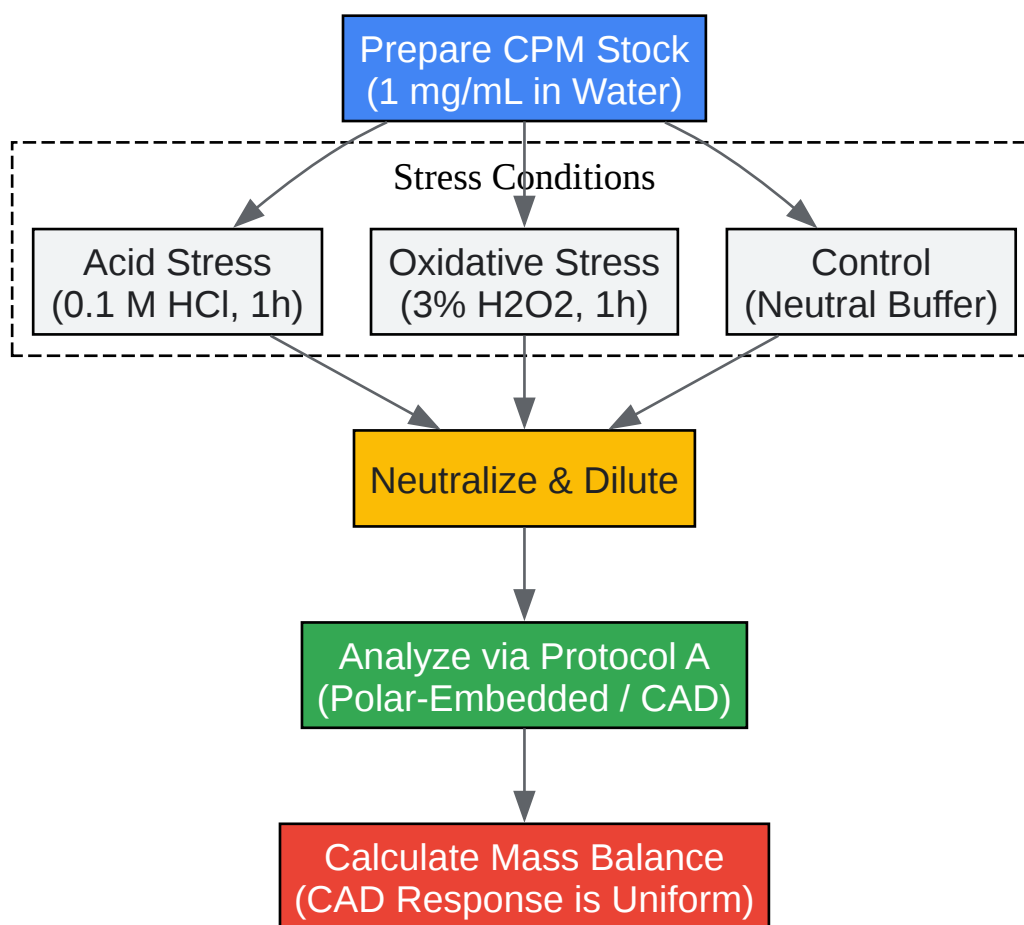 Prepare CPM Stock
(1 mg/mL in Water)
Stress Conditions
Acid Stress
(0.1 M HCl, 1h)
Oxidative Stress
(3% H2O2, 1h)
Control
(Neutral Buffer)
Neutralize & Dilute
Analyze via Protocol A
(Polar-Embedded / CAD)
Calculate Mass Balance
(CAD Response is Uniform)